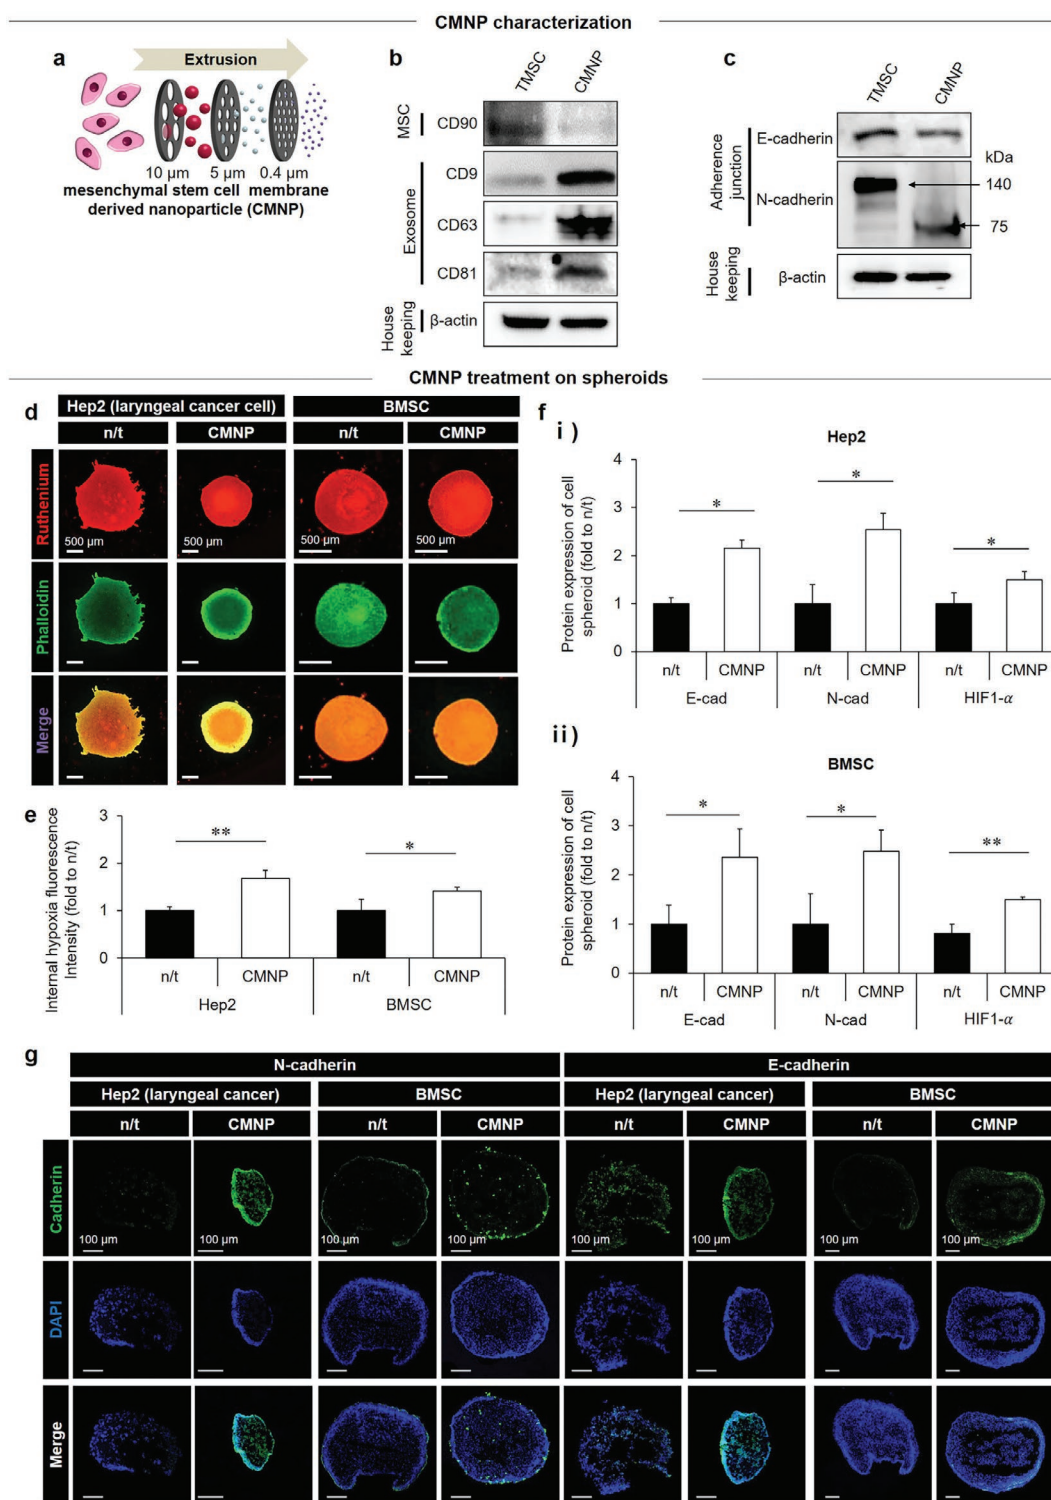 CMNP characterization
a
Extrusion
10 µm
5 µm
0.4 µm
mesenchymal stem cell membrane
derived nanoparticle (CMNP)
b
TMSC
CMNP
MSC
CD90
Exosome
CD9
CD63
CD81
House
keeping
β-actin
c
TMSC
CMNP
Adherence
junction
E-cadherin
kDa
N-cadherin
140
75
House
keeping
β-actin
CMNP treatment on spheroids
d
Hep2 (laryngeal cancer cell)
BMSC
n/t
CMNP
n/t
CMNP
Ruthenium
500 µm
500 µm
500 µm
500 µm
Phalloidin
Merge
e
Internal hypoxia fluorescence
Intensity (fold to n/t)
3
2
1
0
**
*
n/t
CMNP
n/t
CMNP
Hep2
BMSC
f
i)
Hep2
Protein expression of cell
spheroid (fold to n/t)
4
3
2
1
0
*
*
*
n/t
CMNP
n/t
CMNP
n/t
CMNP
E-cad
N-cad
HIF1-α
ii)
BMSC
Protein expression of cell
spheroid (fold to n/t)
4
3
2
1
0
*
*
**
n/t
CMNP
n/t
CMNP
n/t
CMNP
E-cad
N-cad
HIF1-α
g
N-cadherin
E-cadherin
Hep2 (laryngeal cancer)
BMSC
Hep2 (laryngeal cancer)
BMSC
n/t
CMNP
n/t
CMNP
n/t
CMNP
n/t
CMNP
Cadherin
100 µm
100 µm
100 µm
100 µm
100 µm
100 µm
100 µm
100 µm
DAPI
Merge